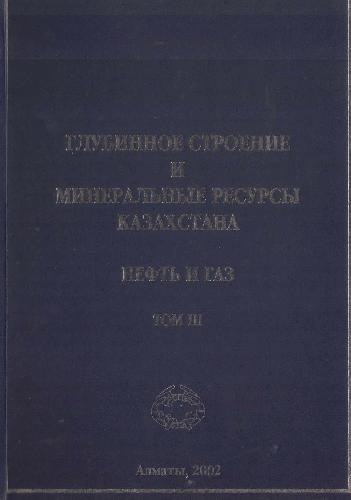 ГЛУБИННОЕ СТРОЕНИЕ
И
МИНЕРАЛЬНЫЕ РЕСУРСЫ
КАЗАХСТАНА
НЕФТЬ И ГАЗ
ТОМ III
Алматы, 2002